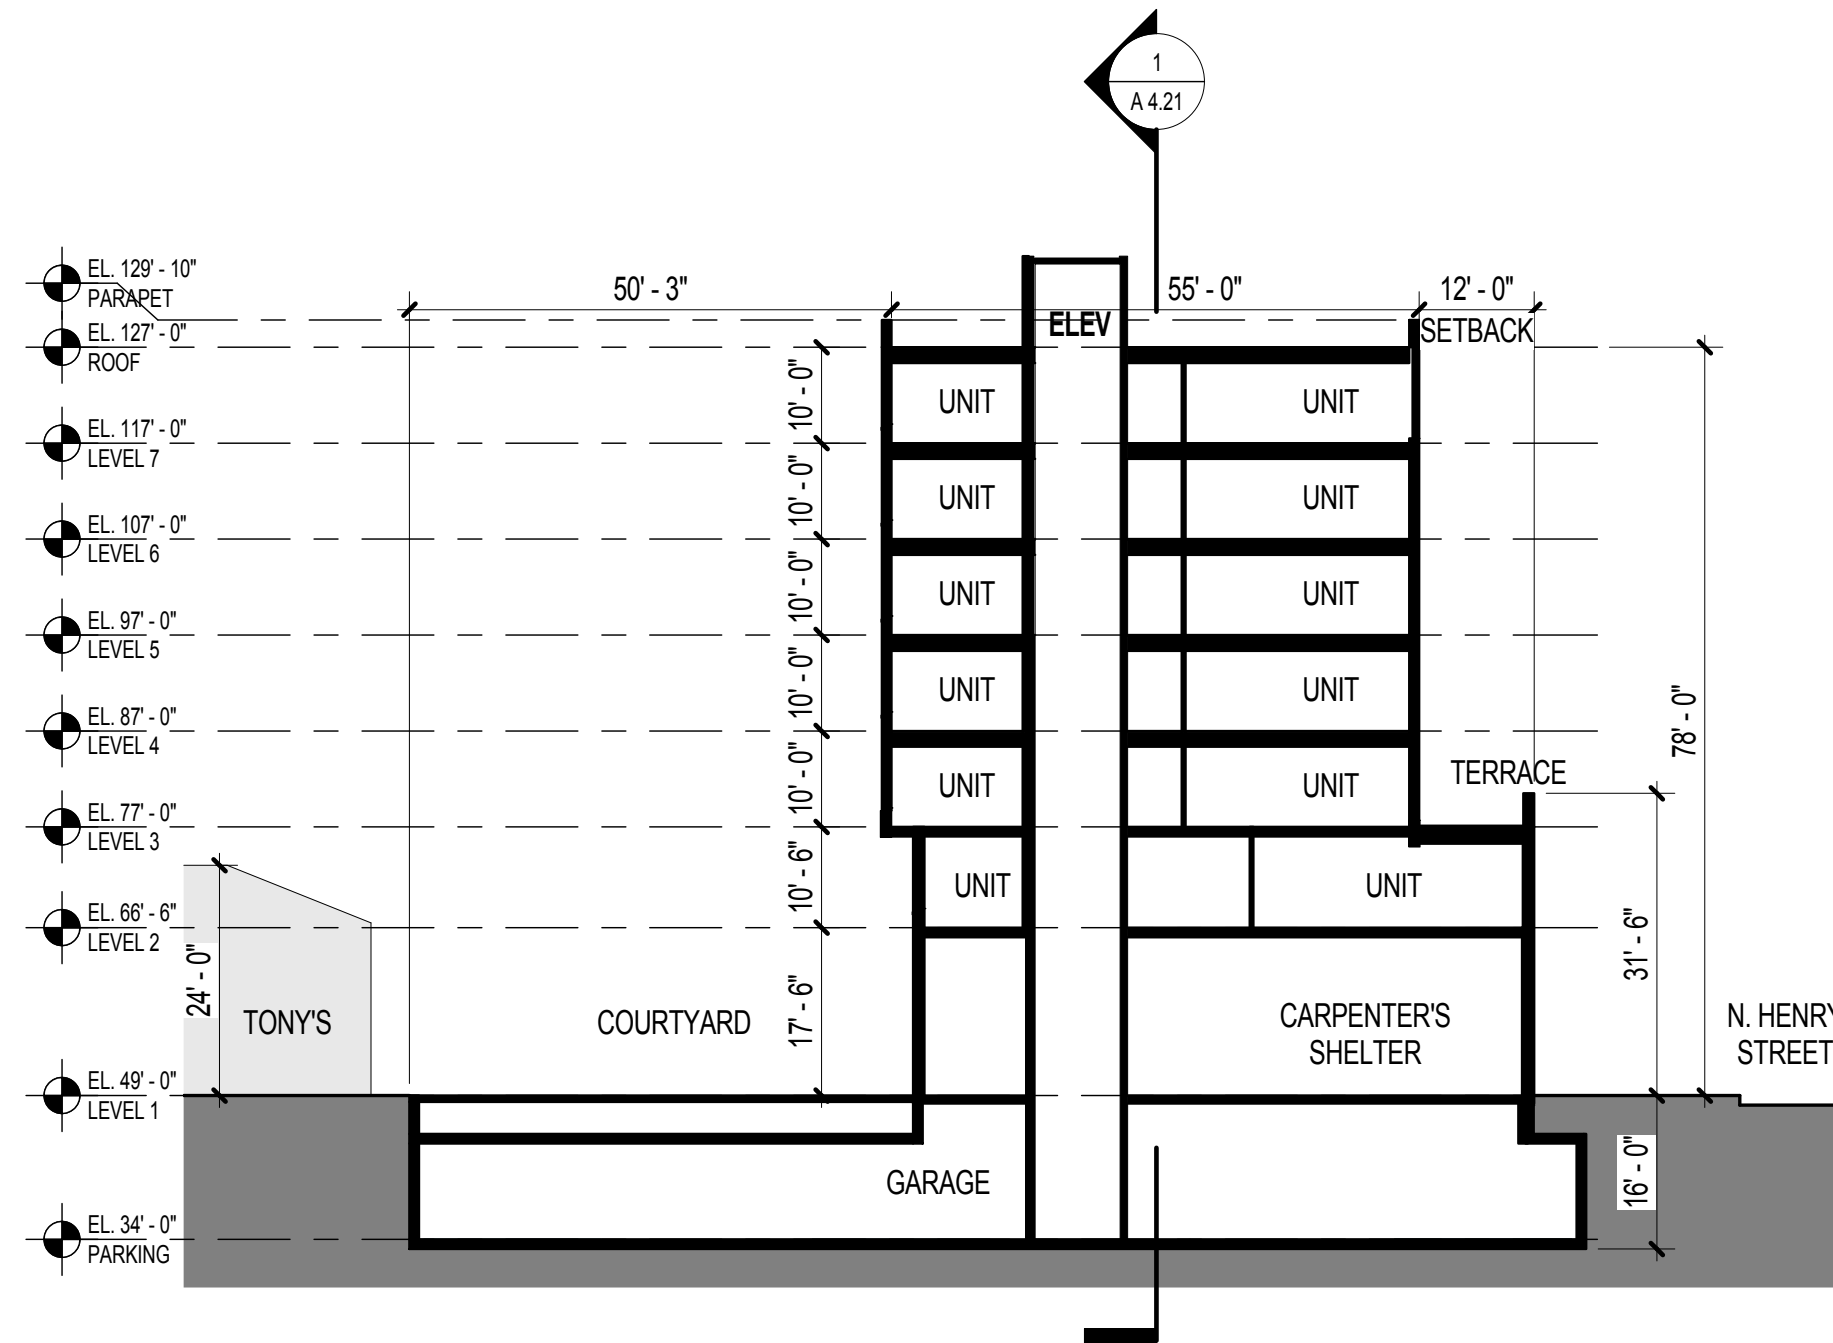 1
A 4.21
EL. 129' - 10"
PARAPET
50' - 3"
55' - 0"
12' - 0"
EL. 127' - 0"
ROOF
ELEV
SETBACK
10' - 0"
UNIT
UNIT
EL. 117' - 0"
LEVEL 7
10' - 0"
UNIT
UNIT
EL. 107' - 0"
LEVEL 6
10' - 0"
UNIT
UNIT
EL. 97' - 0"
LEVEL 5
10' - 0"
UNIT
UNIT
78' - 0"
EL. 87' - 0"
LEVEL 4
10' - 0"
UNIT
UNIT
TERRACE
EL. 77' - 0"
LEVEL 3
10' - 6"
UNIT
UNIT
EL. 66' - 6"
LEVEL 2
31' - 6"
24' - 0"
TONY'S
COURTYARD
17' - 6"
CARPENTER'S
SHELTER
N. HENRY
STREET
EL. 49' - 0"
LEVEL 1
GARAGE
16' - 0"
EL. 34' - 0"
PARKING